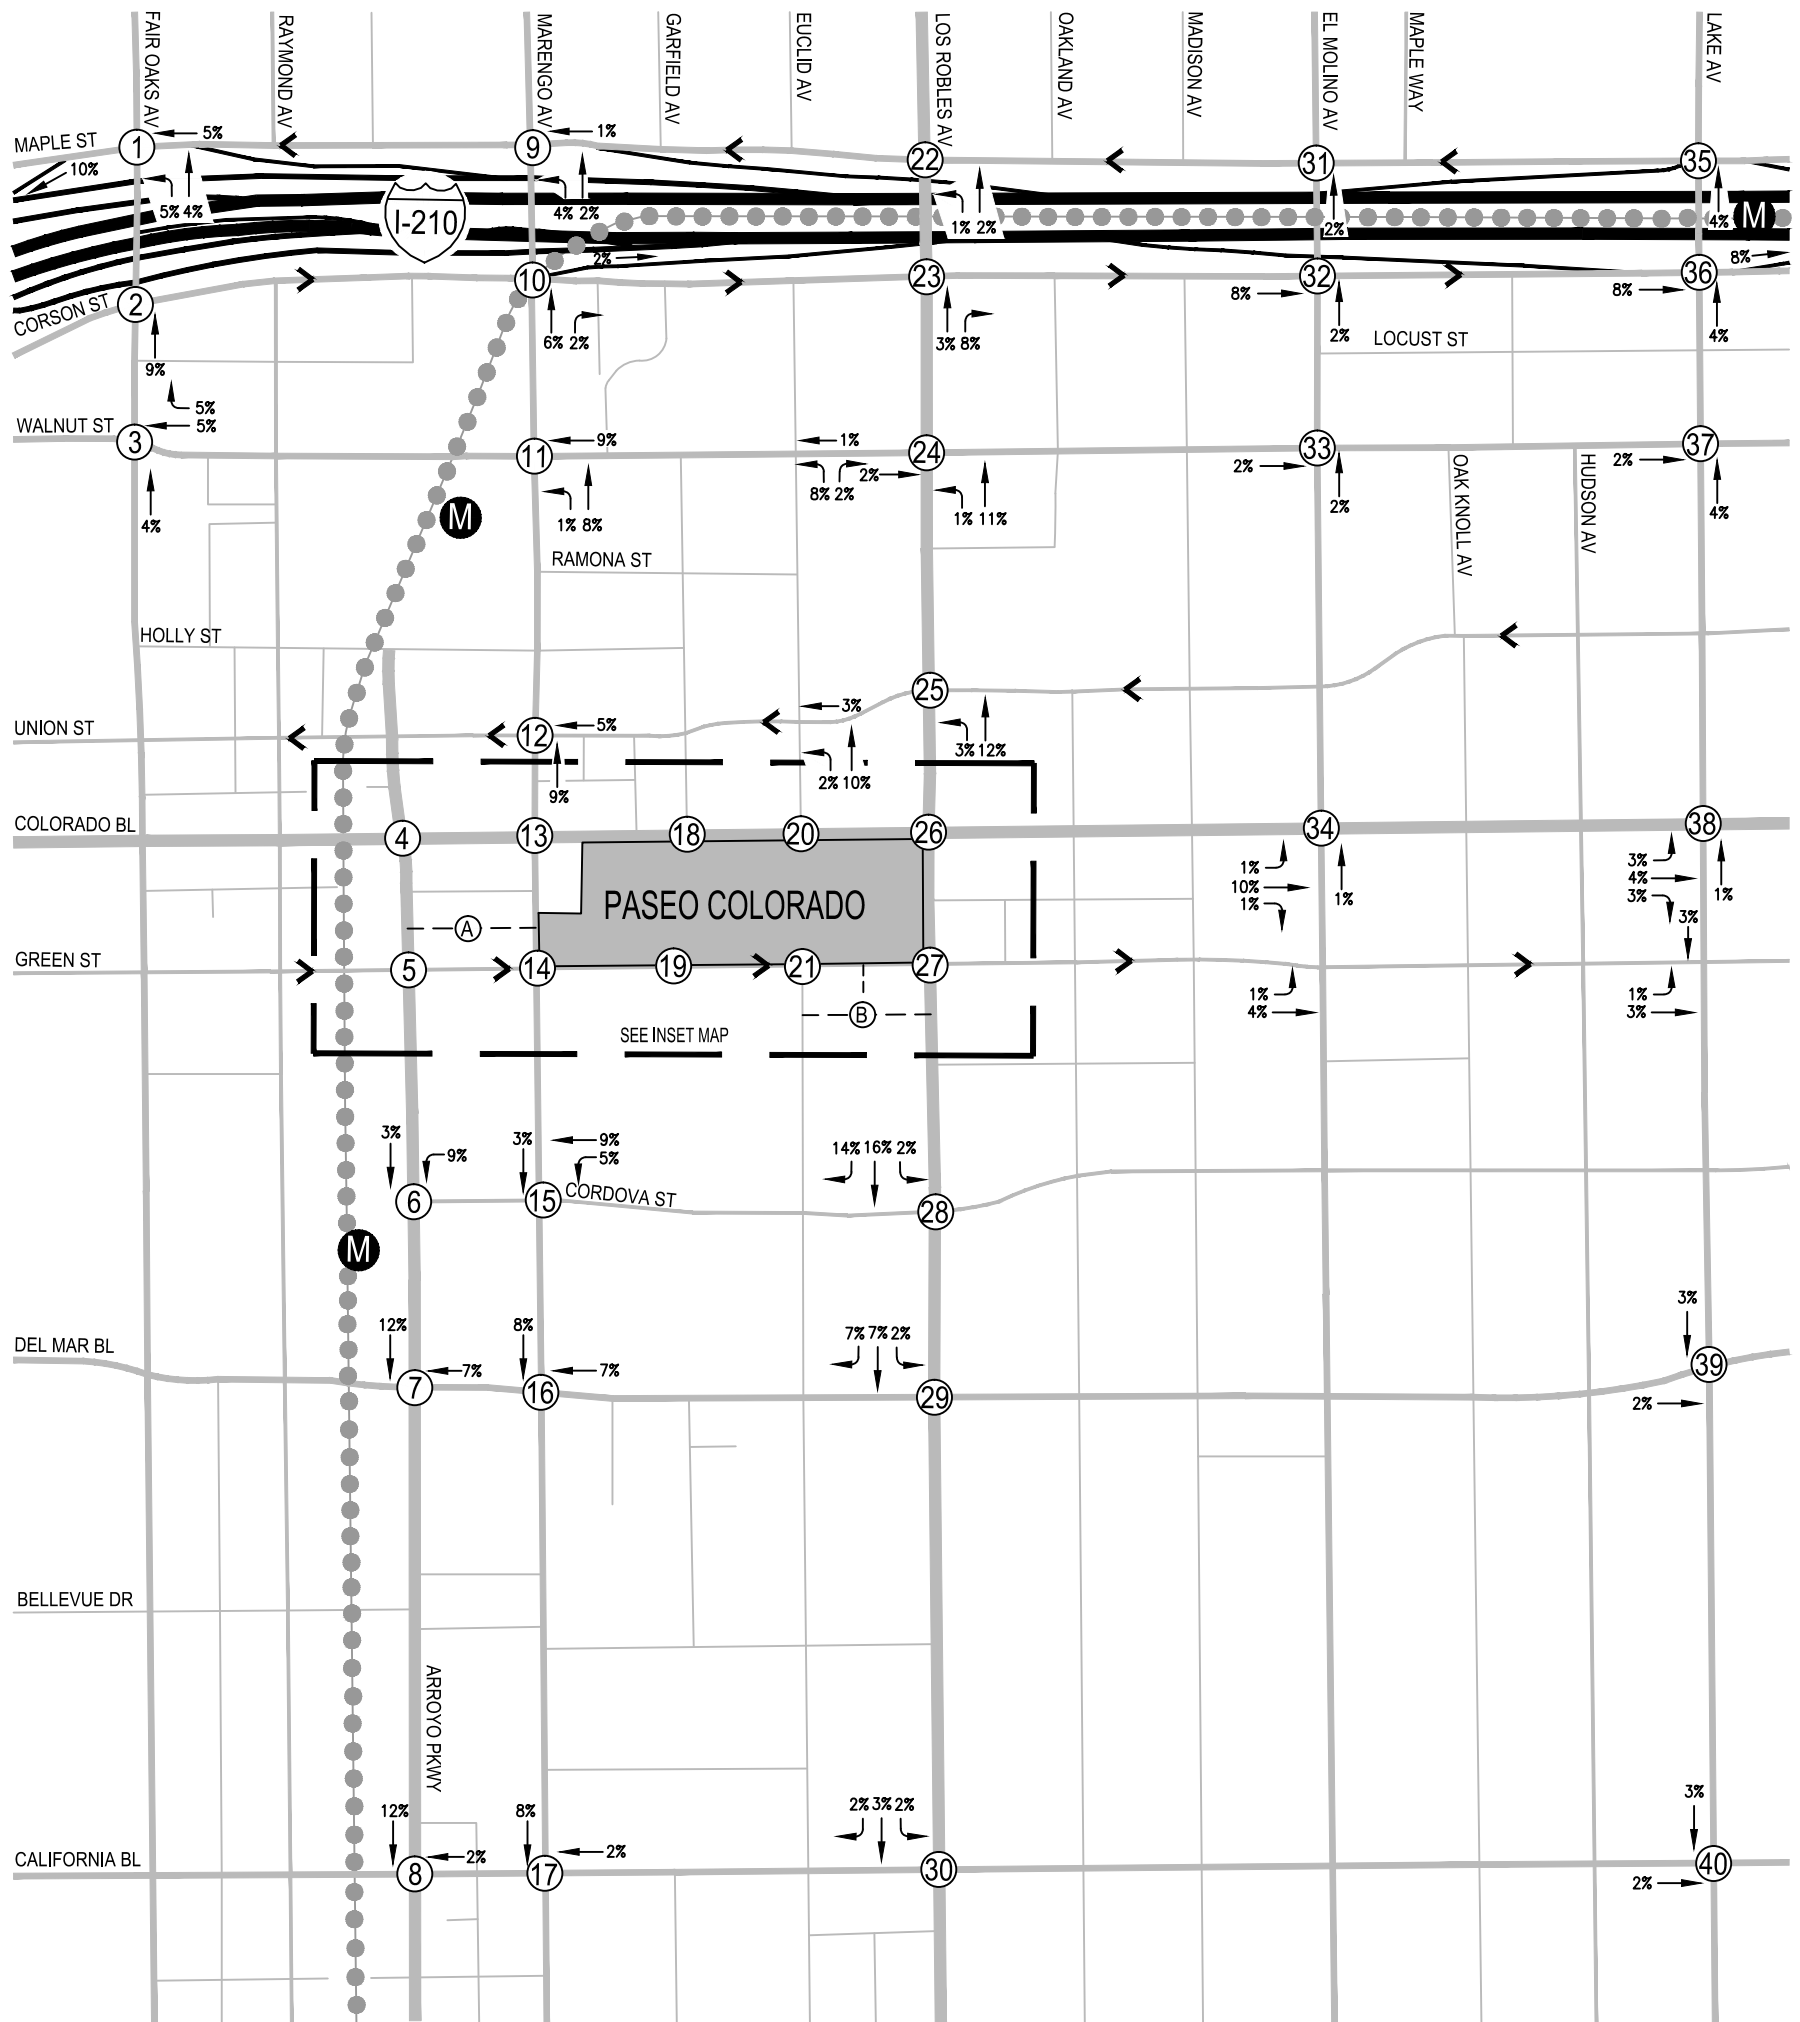 FAIR OAKS AV
RAYMOND AV
MARENGO AV
GARFIELD AV
EUCLID AV
LOS ROBLES AV
OAKLAND AV
MADISON AV
EL MOLINO AV
MAPLE WAY
LAKE AV
MAPLE ST
1
5%
9
1%
22
31
35
10%
5% 4%
I-210
4% 2%
1% 2%
2%
4%
M
2%
8%
CORSON ST
2
10
23
32
36
8%
8%
9%
6% 2%
3% 8%
2%
4%
LOCUST ST
5%
5%
WALNUT ST
3
11
9%
1%
24
33
37
8% 2%
2%
2%
2%
4%
1% 8%
1% 11%
2%
4%
M
OAK KNOLL AV
HUDSON AV
RAMONA ST
HOLLY ST
25
3%
UNION ST
12
5%
3% 12%
9%
2% 10%
COLORADO BL
4
13
18
20
26
34
38
1%
10%
1%
1%
3%
4%
3%
1%
3%
PASEO COLORADO
A
GREEN ST
5
14
19
21
27
1%
4%
1%
3%
B
SEE INSET MAP
3%
9%
3%
9%
5%
14% 16% 2%
6
15
CORDOVA ST
28
M
12%
7%
8%
7%
7% 7% 2%
3%
DEL MAR BL
7
16
29
39
2%
BELLEVUE DR
ARROYO PKWY
12%
2%
8%
2%
2% 3% 2%
3%
CALIFORNIA BL
8
17
30
40
2%